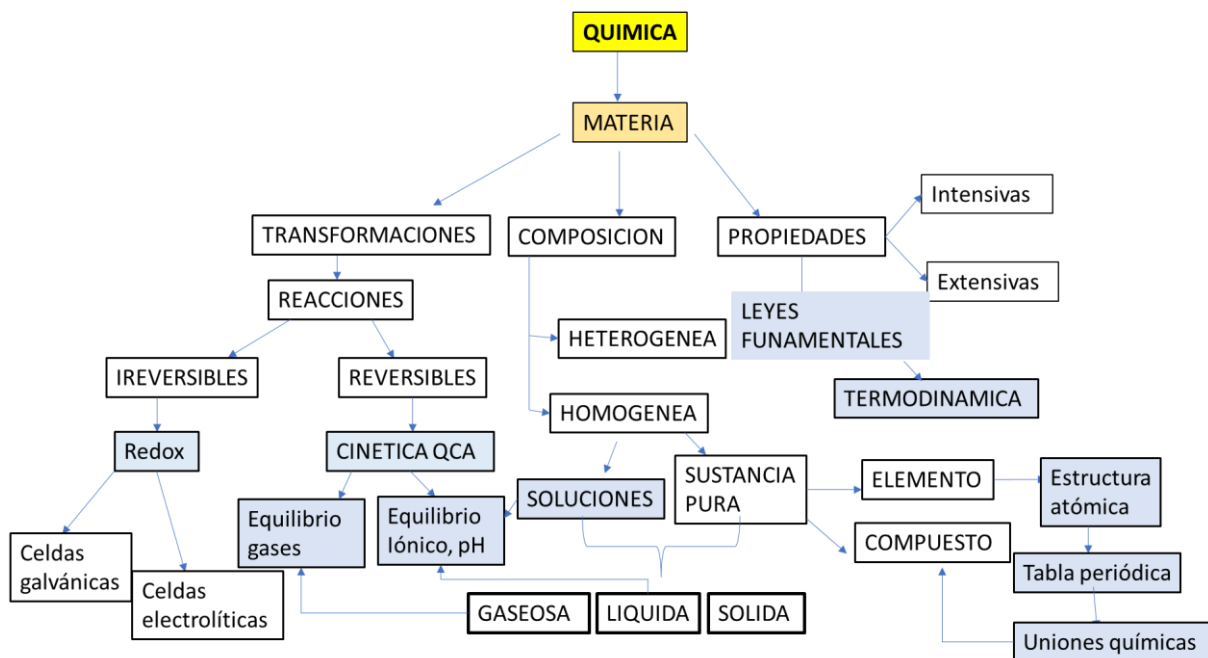 QUIMICA
MATERIA
Intensivas
TRANSFORMACIONES
COMPOSICION
PROPIEDADES
Extensivas
REACCIONES
LEYES
FUNAMENTALES
HETEROGENEA
IREVERSIBLES
REVERSIBLES
TERMODINAMICA
HOMOGENEA
Redox
CINETICA QCA
SUSTANCIA
PURA
ELEMENTO
Estructura
atómica
SOLUCIONES
Equilibrio
gases
Equilibrio
Iónico, pH
COMPUESTO
Celdas
galvánicas
Tabla periódica
Celdas
electrolíticas
GASEOSA
LIQUIDA
SOLIDA
Uniones químicas